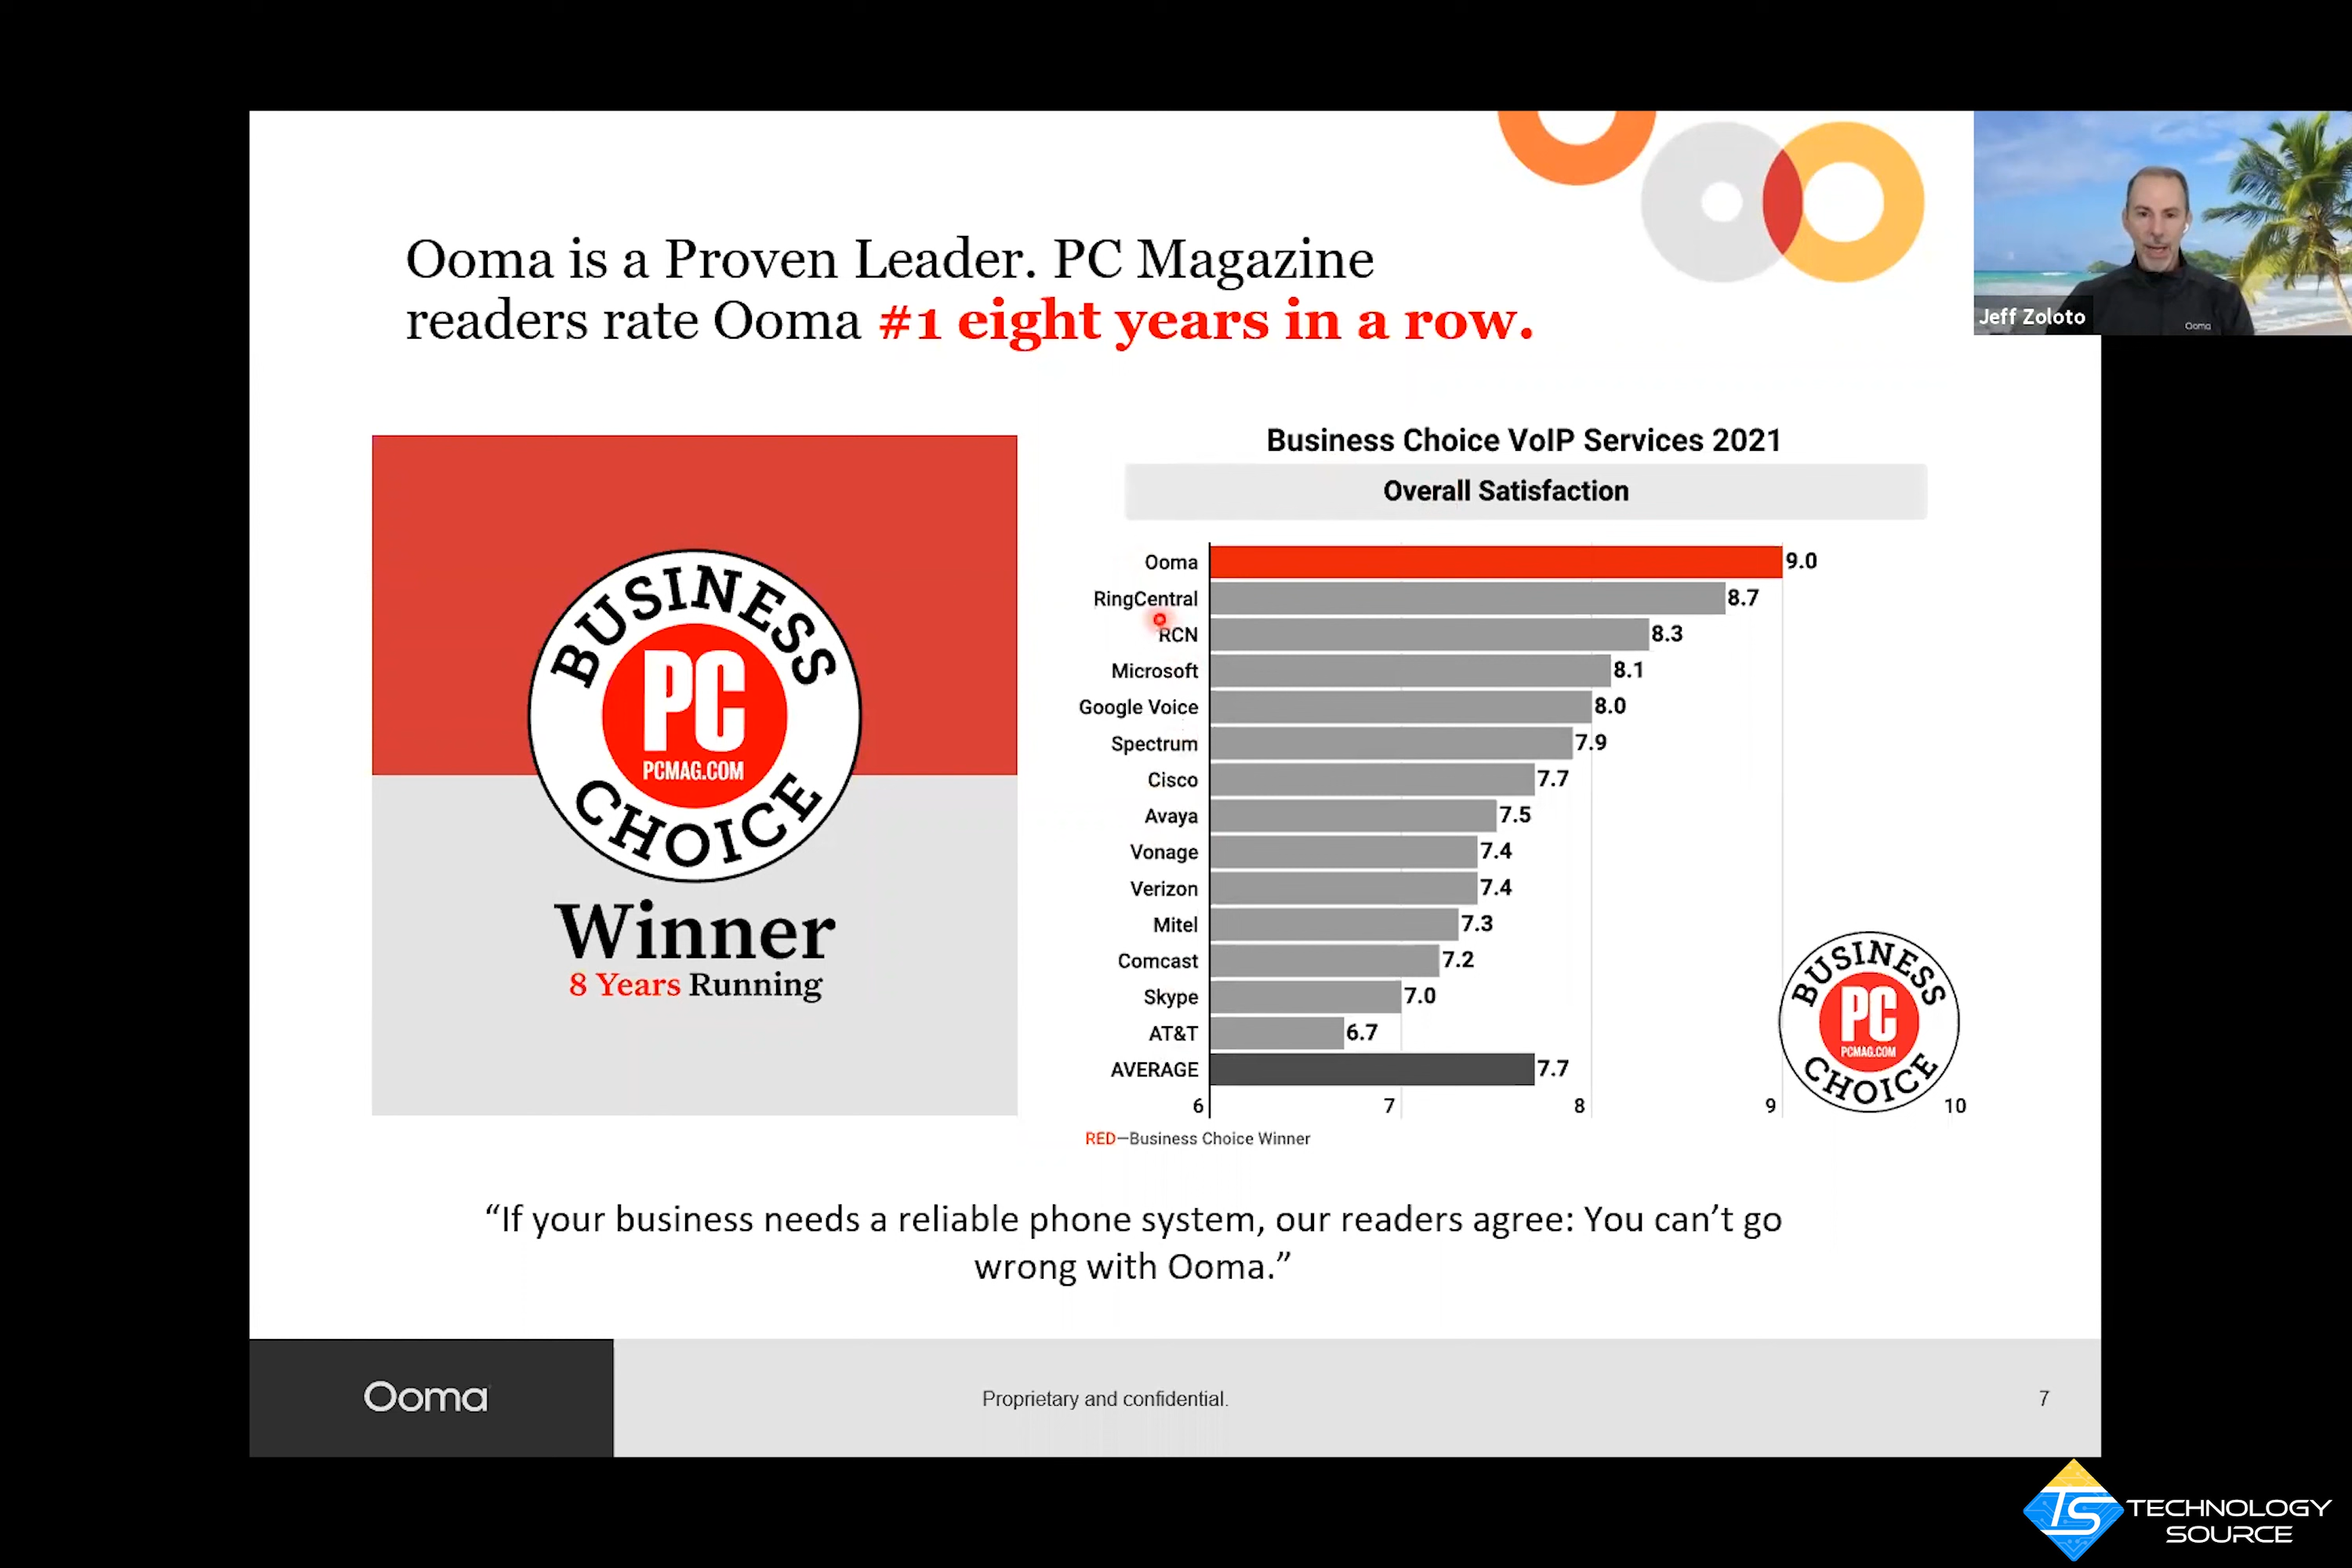 Ooma is a Proven Leader. PC Magazine
readers rate Ooma #1 eight years in a row.
Jeff Zoloto
Ooma
BUSINESS
PC
PCMAG.COM
CHOICE
Winner
8 Years Running
Business Choice VoIP Services 2021
Overall Satisfaction
Ooma 9.0
RingCentral 8.7
RCN 8.3
Microsoft 8.1
Google Voice 8.0
Spectrum 7.9
Cisco 7.7
Avaya 7.5
Vonage 7.4
Verizon 7.4
Mitel 7.3
Comcast 7.2
Skype 7.0
AT&T 6.7
AVERAGE 7.7
6 7 8 9 10
RED—Business Choice Winner
BUSINESS
PC
PCMAG.COM
CHOICE
“If your business needs a reliable phone system, our readers agree: You can’t go
wrong with Ooma.”
Ooma
Proprietary and confidential.
7
TS
TECHNOLOGY
SOURCE